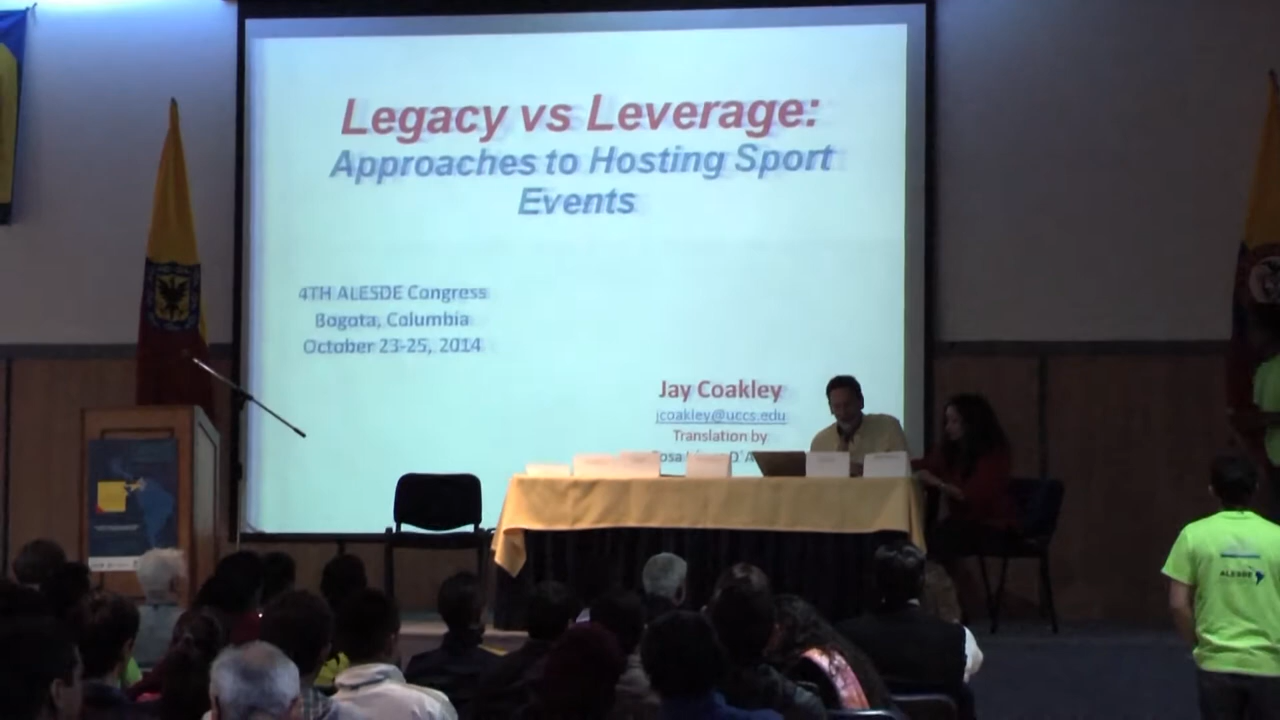 Legacy vs Leverage:
Approaches to Hosting Sport
Events
4TH ALESDE Congress
Bogota, Columbia
October 23-25, 2014
Jay Coakley
jcoakley@uccs.edu
Translation by
ALESDE